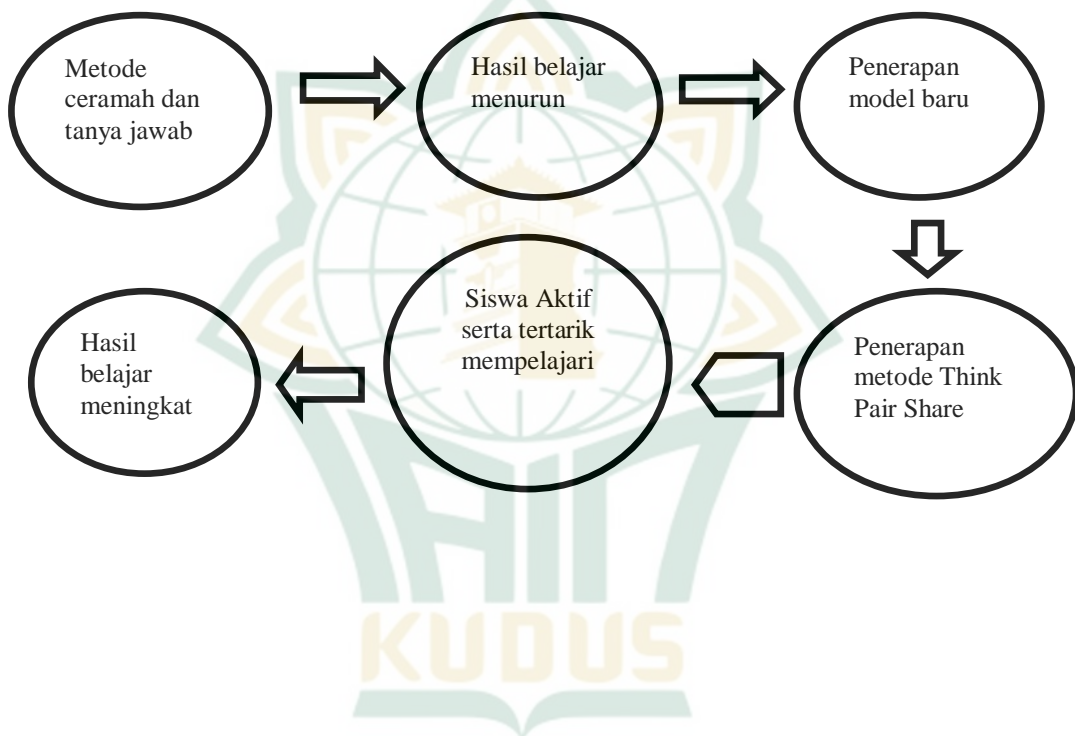 Metode
ceramah dan
tanya jawab
Hasil belajar
menurun
Penerapan
model baru
Penerapan
metode Think
Pair Share
Siswa Aktif
serta tertarik
mempelajari
Hasil
belajar
meningkat
IAIN
KUDUS